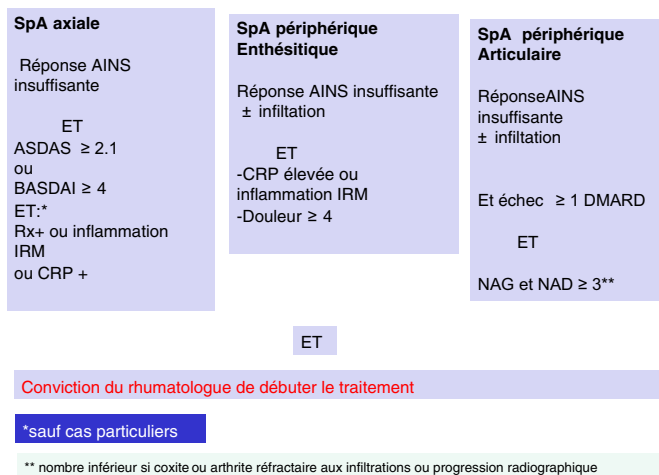 SpA axiale
Réponse AINS
insuffisante
ET
ASDAS ≥ 2.1
ou
BASDAI ≥ 4
ET:*
Rx+ ou inflammation
IRM
ou CRP +
SpA périphérique
Enthésitique
Réponse AINS insuffisante
± infiltation
ET
-CRP élevée ou
inflammation IRM
-Douleur ≥ 4
SpA périphérique
Articulaire
RéponseAINS
insuffisante
± infiltation
Et échec ≥ 1 DMARD
ET
NAG et NAD ≥ 3**
ET
Conviction du rhumatologue de débuter le traitement
*sauf cas particuliers
** nombre inférieur si coxite ou arthrite réfractaire aux infiltrations ou progression radiographique